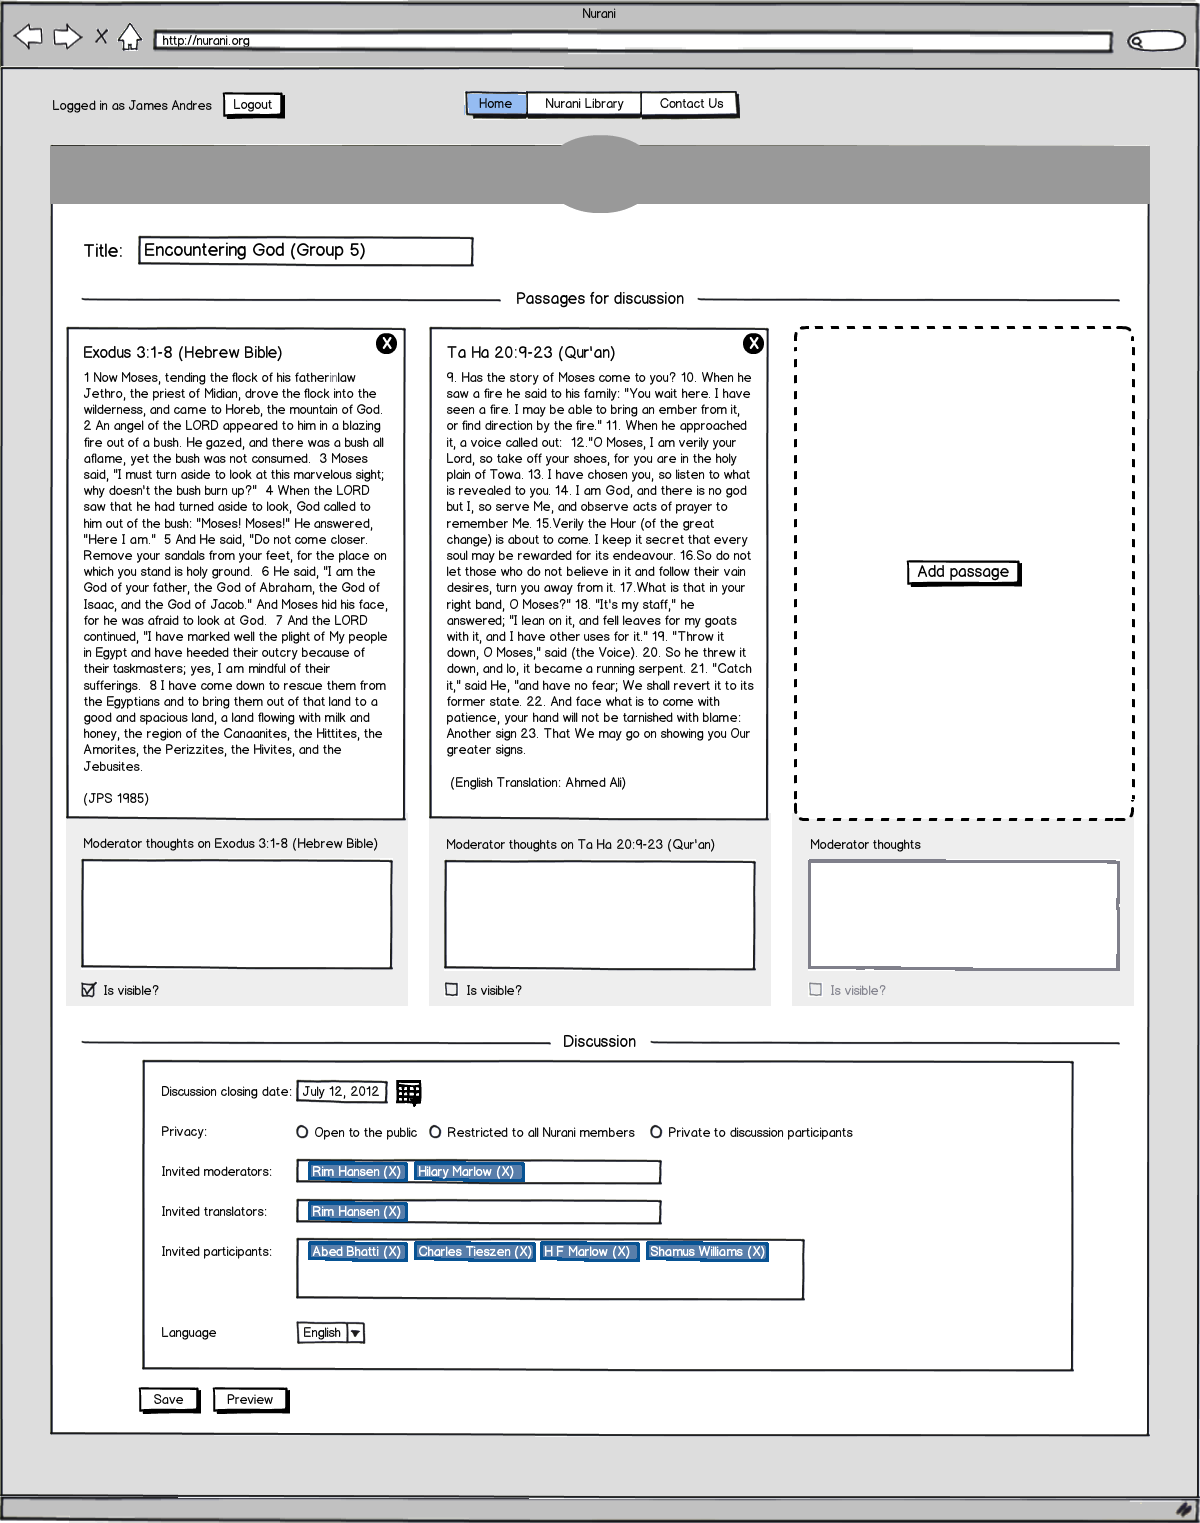 Nurani
http://nurani.org
Logged in as James Andres
Logout
Home
Nurani Library
Contact Us
Title:
Encountering God (Group 5)
Passages for discussion
Exodus 3:1-8 (Hebrew Bible)
X
1 Now Moses, tending the flock of his fatherinlaw
Jethro, the priest of Midian, drove the flock into the
wilderness, and came to Horeb, the mountain of God.
2 An angel of the LORD appeared to him in a blazing
fire out of a bush. He gazed, and there was a bush all
aflame, yet the bush was not consumed.  3 Moses
said, "I must turn aside to look at this marvelous sight;
why doesn't the bush burn up?"  4 When the LORD
saw that he had turned aside to look, God called to
him out of the bush: "Moses! Moses!" He answered,
"Here I am."  5 And He said, "Do not come closer.
Remove your sandals from your feet, for the place on
which you stand is holy ground.  6 He said, "I am the
God of your father, the God of Abraham, the God of
Isaac, and the God of Jacob." And Moses hid his face,
for he was afraid to look at God.  7 And the LORD
continued, "I have marked well the plight of My people
in Egypt and have heeded their outcry because of
their taskmasters; yes, I am mindful of their
sufferings.  8 I have come down to rescue them from
the Egyptians and to bring them out of that land to a
good and spacious land, a land flowing with milk and
honey, the region of the Canaanites, the Hittites, the
Amorites, the Perizzites, the Hivites, and the
Jebusites.
(JPS 1985)
Ta Ha 20:9-23 (Qur'an)
X
9. Has the story of Moses come to you? 10. When he
saw a fire he said to his family: "You wait here. I have
seen a fire. I may be able to bring an ember from it,
or find direction by the fire." 11. When he approached
it, a voice called out:  12."O Moses, I am verily your
Lord, so take off your shoes, for you are in the holy
plain of Towa. 13. I have chosen you, so listen to what
is revealed to you. 14. I am God, and there is no god
but I, so serve Me, and observe acts of prayer to
remember Me. 15.Verily the Hour (of the great
change) is about to come. I keep it secret that every
soul may be rewarded for its endeavour. 16.So do not
let those who do not believe in it and follow their vain
desires, turn you away from it. 17.What is that in your
right band, O Moses?" 18. "It's my staff," he
answered; "I lean on it, and fell leaves for my goats
with it, and I have other uses for it." 19. "Throw it
down, O Moses," said (the Voice). 20. So he threw it
down, and lo, it became a running serpent. 21. "Catch
it," said He, "and have no fear; We shall revert it to its
former state. 22. And face what is to come with
patience, your hand will not be tarnished with blame:
Another sign 23. That We may go on showing you Our
greater signs.
(English Translation: Ahmed Ali)
Add passage
Moderator thoughts on Exodus 3:1-8 (Hebrew Bible)
Is visible?
Moderator thoughts on Ta Ha 20:9-23 (Qur'an)
Is visible?
Moderator thoughts
Is visible?
Discussion
Discussion closing date: July 12, 2012
Privacy: Open to the public Restricted to all Nurani members Private to discussion participants
Invited moderators: Rim Hansen (X) Hilary Marlow (X)
Invited translators: Rim Hansen (X)
Invited participants: Abed Bhatti (X) Charles Tieszen (X) H F Marlow (X) Shamus Williams (X)
Language English
Save Preview